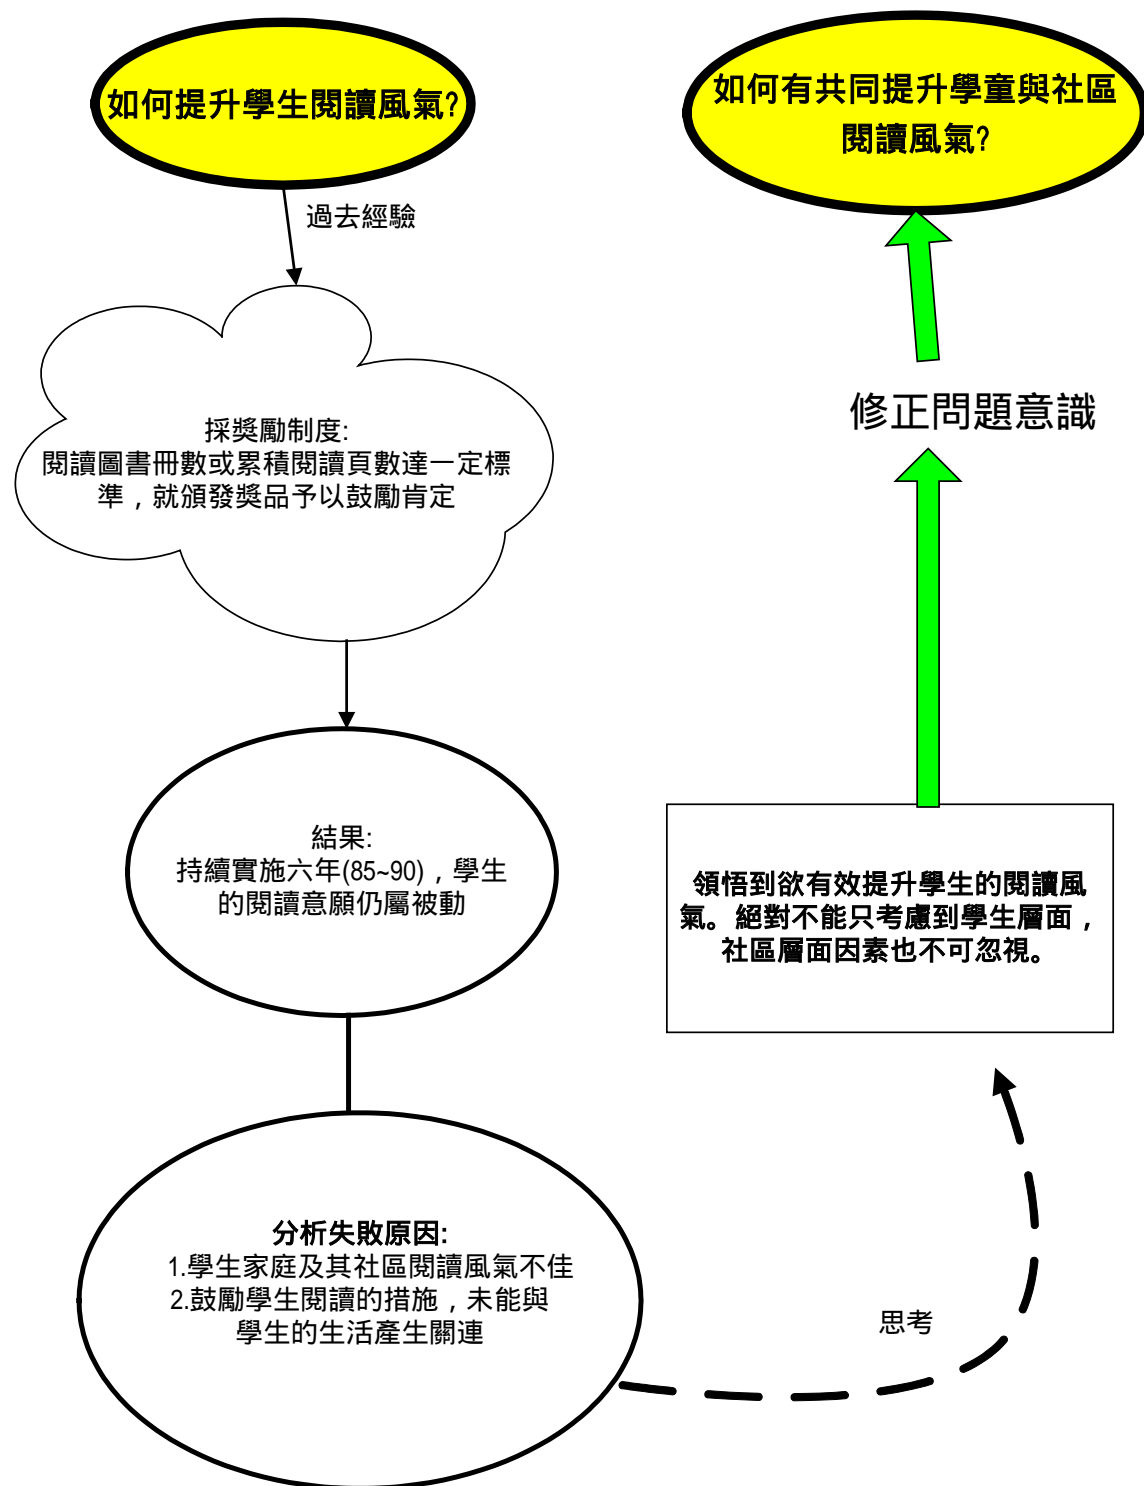 如何提升學生閱讀風氣?
過去經驗
採獎勵制度:
閱讀圖書冊數或累積閱讀頁數達一定標
準，就頒發獎品予以鼓勵肯定
結果:
持續實施六年(85~90)，學生
的閱讀意願仍屬被動
分析失敗原因:
1.學生家庭及其社區閱讀風氣不佳
2.鼓勵學生閱讀的措施，未能與
學生的生活產生關連
思考
領悟到欲有效提升學生的閱讀風
氣。絕對不能只考慮到學生層面，
社區層面因素也不可忽視。
修正問題意識
如何有共同提升學童與社區
閱讀風氣?